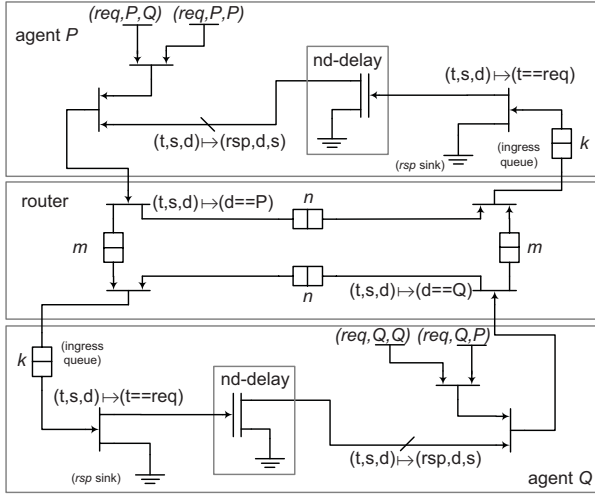 (req,P,Q) (req,P,P)
agent P
nd-delay
(t,s,d)↦(t==req)
(t,s,d)↦(rsp,d,s)
(rsp sink)
(ingress
queue)
k
router
(t,s,d)↦(d==P)
n
m
m
n
(t,s,d)↦(d==Q)
k
(ingress
queue)
(req,Q,Q) (req,Q,P)
nd-delay
(t,s,d)↦(t==req)
(t,s,d)↦(rsp,d,s)
(rsp sink)
agent Q